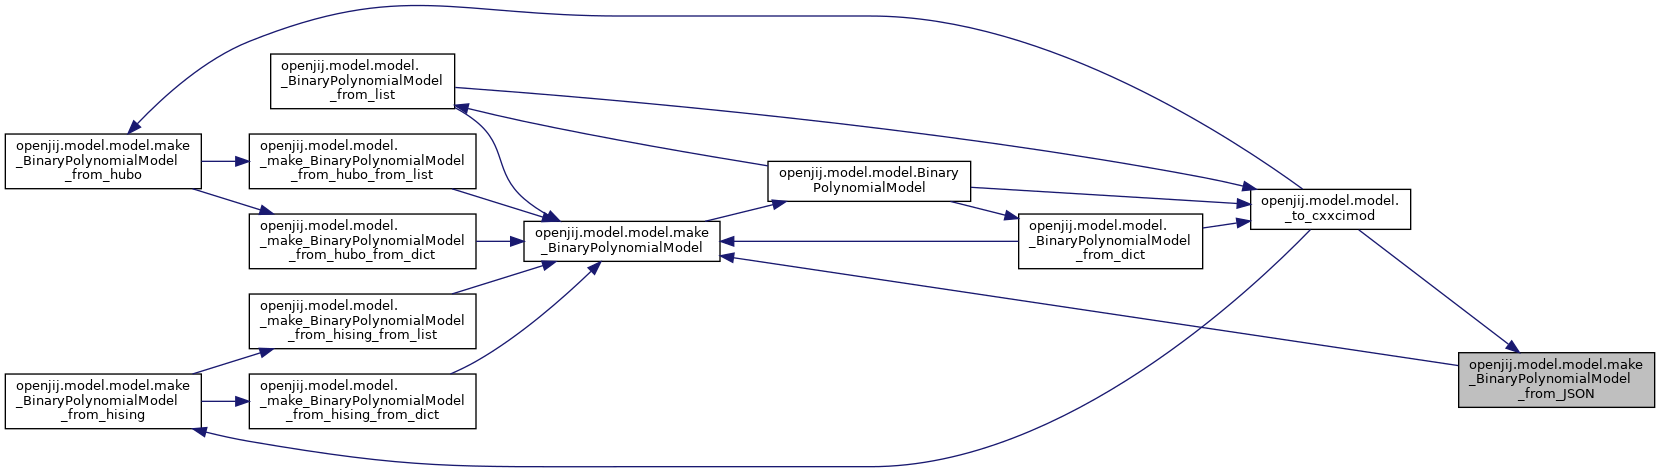 openjij.model.model.
_BinaryPolynomialModel
_from_list
openjij.model.model.make
_BinaryPolynomialModel
_from_hubo
openjij.model.model.
_make_BinaryPolynomialModel
_from_hubo_from_list
openjij.model.model.
_make_BinaryPolynomialModel
_from_hubo_from_dict
openjij.model.model.make
_BinaryPolynomialModel
openjij.model.model.Binary
PolynomialModel
openjij.model.model.
_BinaryPolynomialModel
_from_dict
openjij.model.model.
_to_cxxcimod
openjij.model.model.
_make_BinaryPolynomialModel
_from_hising_from_list
openjij.model.model.make
_BinaryPolynomialModel
_from_hising
openjij.model.model.
_make_BinaryPolynomialModel
_from_hising_from_dict
openjij.model.model.make
_BinaryPolynomialModel
_from_JSON